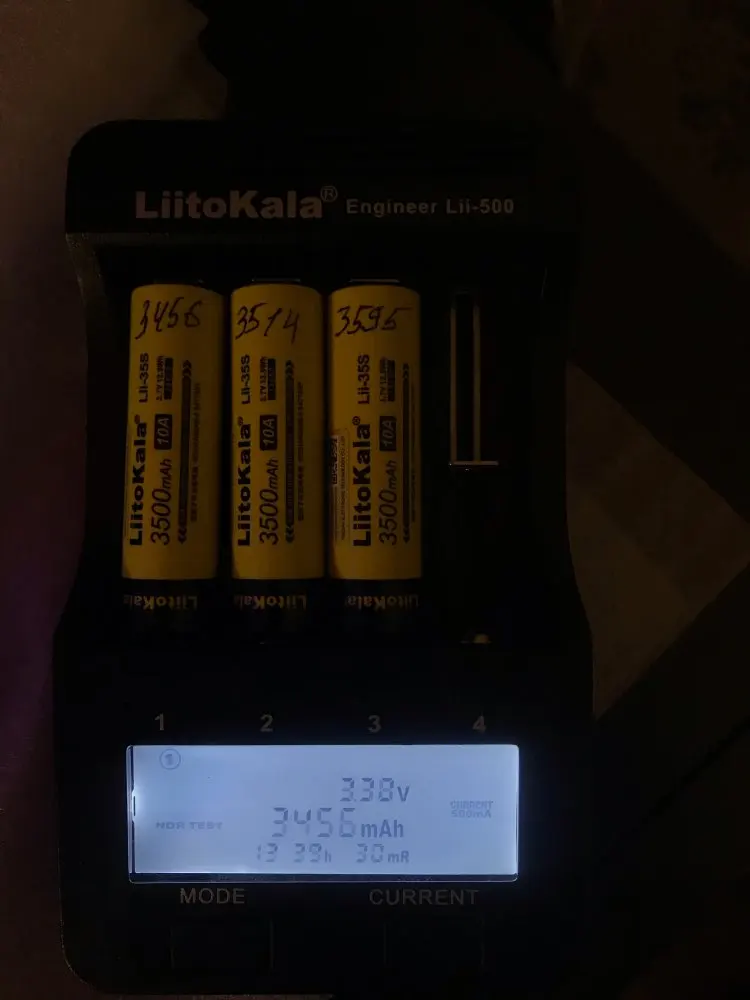 LiitoKala® Engineer Lii-500
3456
Lii-35S
LiitoKala® 10A
3500mAh
LiitoKala
3514
Lii-35S
LiitoKala® 10A
3500mAh
LiitoKala
3595
Lii-35S
LiitoKala® 10A
3500mAh
LiitoKala
1 2 3 4
1
3.38v
NOR TEST 3456mAh CURRENT 500mA
13 39h 30mR
MODE CURRENT